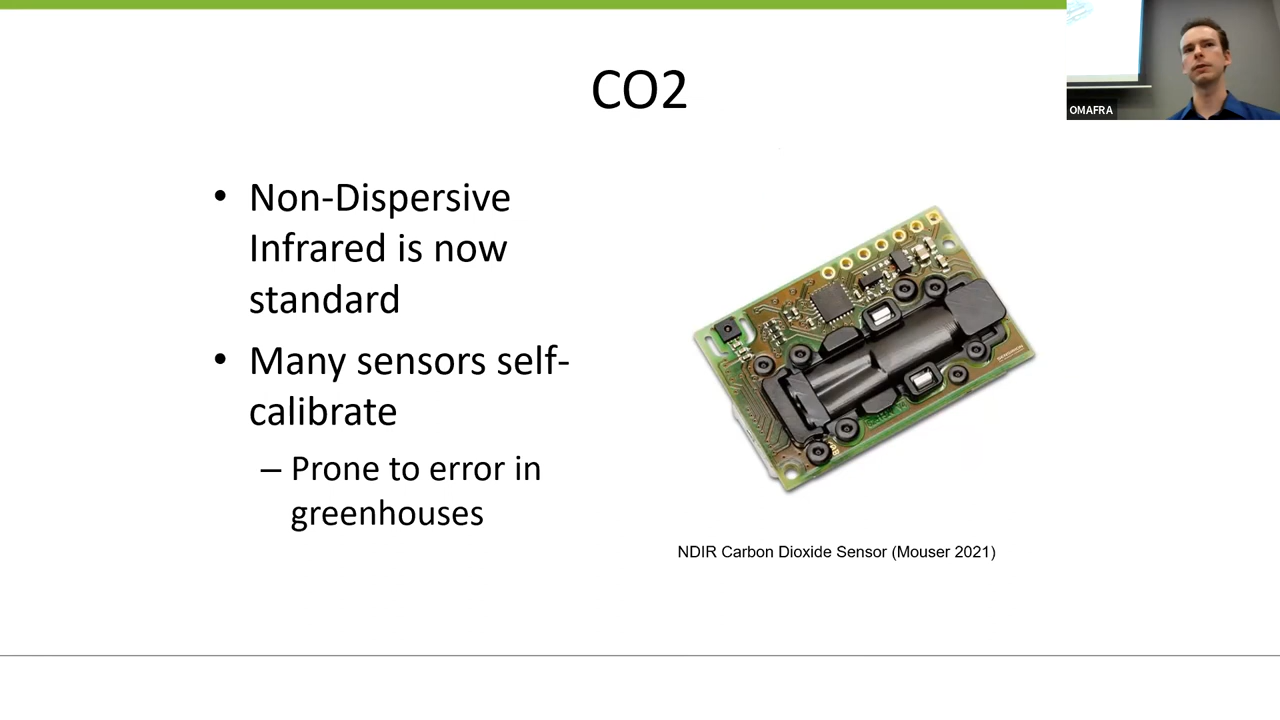 OMAFRA
CO2
• Non-Dispersive
Infrared is now
standard
• Many sensors self-
calibrate
– Prone to error in
greenhouses
NDIR Carbon Dioxide Sensor (Mouser 2021)